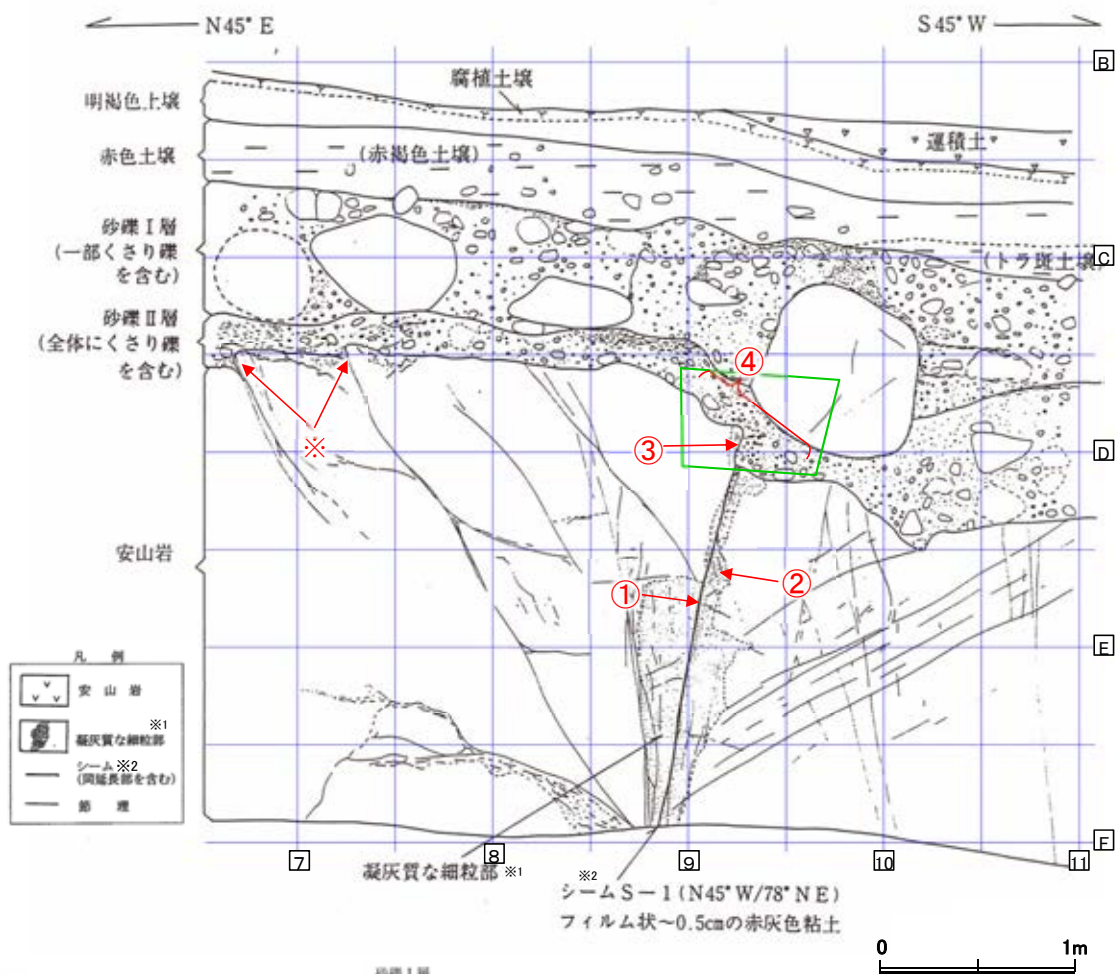 N45°E
S45°W
B
腐植土壌
明褐色土壌
運積土
赤色土壌
(赤褐色土壌)
砂礫Ⅰ層
(一部くさり礫
を含む)
C
(トラ斑土壌)
砂礫Ⅱ層
(全体にくさり礫
を含む)
④
※
③
D
安山岩
①
②
E
凡 例
安 山 岩
凝灰質な細粒部 ※1
シーム ※2
(同延長部を含む)
節 理
F
7
8
9
10
11
凝灰質な細粒部 ※1
※2
シームS-1(N45°W/78°NE)
フィルム状~0.5cmの赤灰色粘土
0
1m
砂礫Ⅰ層